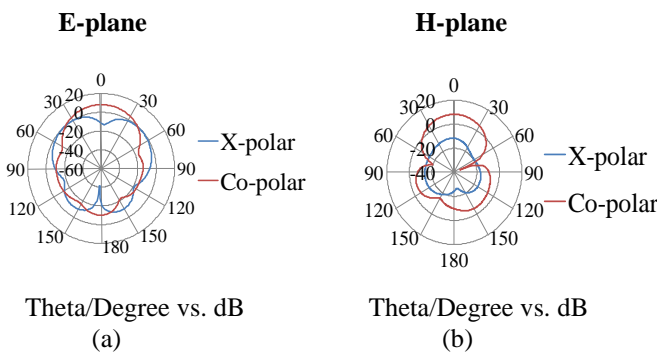 E-plane
H-plane
0
30 20 30
60 0 60
-20
-40
90 -60 90
120 120
150 150
180
X-polar
Co-polar
0
30 20 30
60 0 60
-20
90 -40 90
120 120
150 150
180
X-polar
Co-polar
Theta/Degree vs. dB
Theta/Degree vs. dB
(a)
(b)